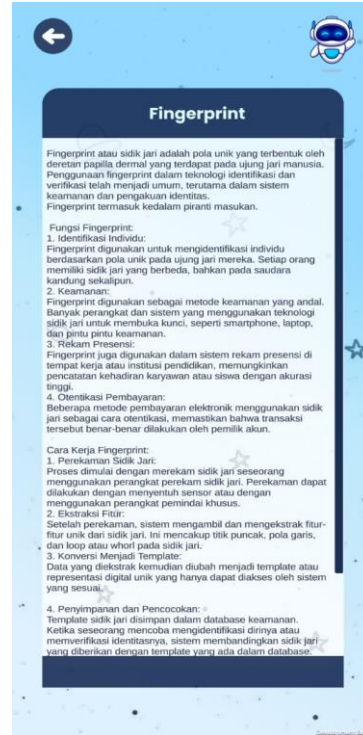 Fingerprint
Fingerprint atau sidik jari adalah pola unik yang terbentuk oleh
deretan papilla dermal yang terdapat pada ujung jari manusia.
Penggunaan fingerprint dalam teknologi identifikasi dan
verifikasi telah menjadi umum, terutama dalam sistem
keamanan dan pengakuan identitas.
Fingerprint termasuk kedalam piranti masukan.
Fungsi Fingerprint:
1. Identifikasi Individu:
Fingerprint digunakan untuk mengidentifikasi individu
berdasarkan pola unik pada ujung jari mereka. Setiap orang
memiliki sidik jari yang berbeda, bahkan pada saudara
kandung sekalipun.
2. Keamanan:
Fingerprint digunakan sebagai metode keamanan yang andal.
Banyak perangkat dan sistem yang menggunakan teknologi
sidik jari untuk membuka kunci, seperti smartphone, laptop,
dan pintu pintu keamanan.
3. Rekam Presensi:
Fingerprint juga digunakan dalam sistem rekam presensi di
tempat kerja atau institusi pendidikan, memungkinkan
pencatatan kehadiran karyawan atau siswa dengan akurasi
tinggi.
4. Otentikasi Pembayaran:
Beberapa metode pembayaran elektronik menggunakan sidik
jari sebagai cara otentikasi, memastikan bahwa transaksi
tersebut benar-benar dilakukan oleh pemilik akun.
Cara Kerja Fingerprint:
1. Perekaman Sidik Jari:
Proses dimulai dengan merekam sidik jari seseorang
menggunakan perangkat perekam sidik jari. Perekaman dapat
dilakukan dengan menyentuh sensor atau dengan
menggunakan perangkat pemindai khusus.
2. Ekstraksi Fitur:
Setelah perekaman, sistem mengambil dan mengekstrak fitur-
fitur unik dari sidik jari. Ini mencakup titik puncak, pola garis,
dan loop atau whorl pada sidik jari.
3. Konversi Menjadi Template:
Data yang diekstrak kemudian diubah menjadi template atau
representasi digital unik yang hanya dapat diakses oleh sistem
yang sesuai.
4. Penyimpanan dan Pencocokan:
Template sidik jari disimpan dalam database keamanan.
Ketika seseorang mencoba mengidentifikasi dirinya atau
memverifikasi identitasnya, sistem membandingkan sidik jari
yang diberikan dengan template yang ada dalam database.